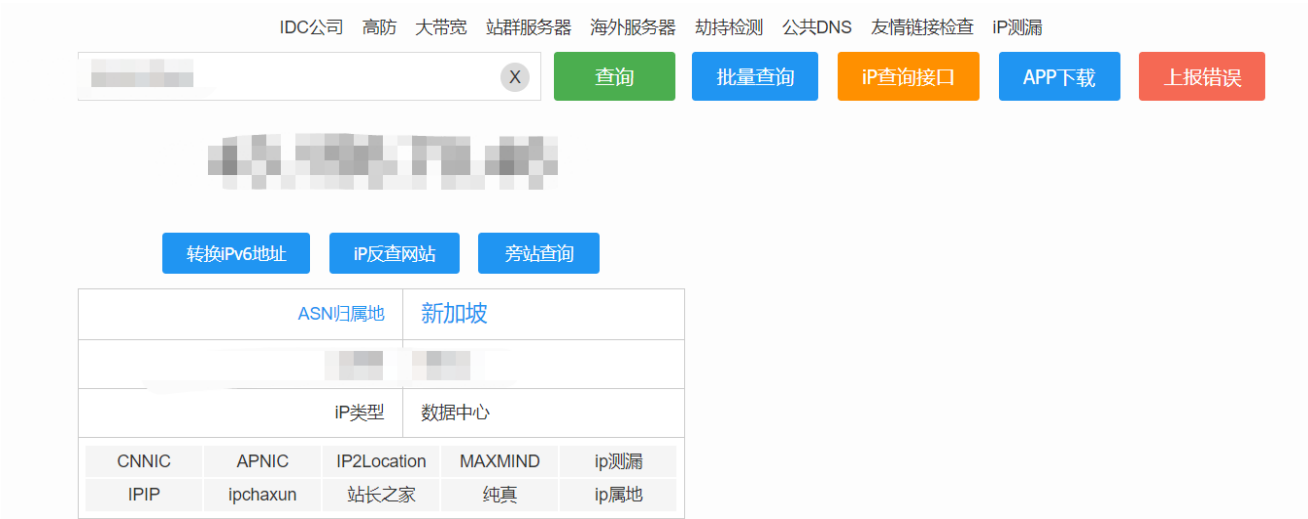 IDC公司 高防 大带宽 站群服务器 海外服务器 劫持检测 公共DNS 友情链接检查 iP测漏
X 查询 批量查询 iP查询接口 APP下载 上报错误
转换iPv6地址 iP反查网站 旁站查询
ASN归属地 新加坡
iP类型 数据中心
CNNIC APNIC IP2Location MAXMIND ip测漏
IPIP ipchaxun 站长之家 纯真 ip属地